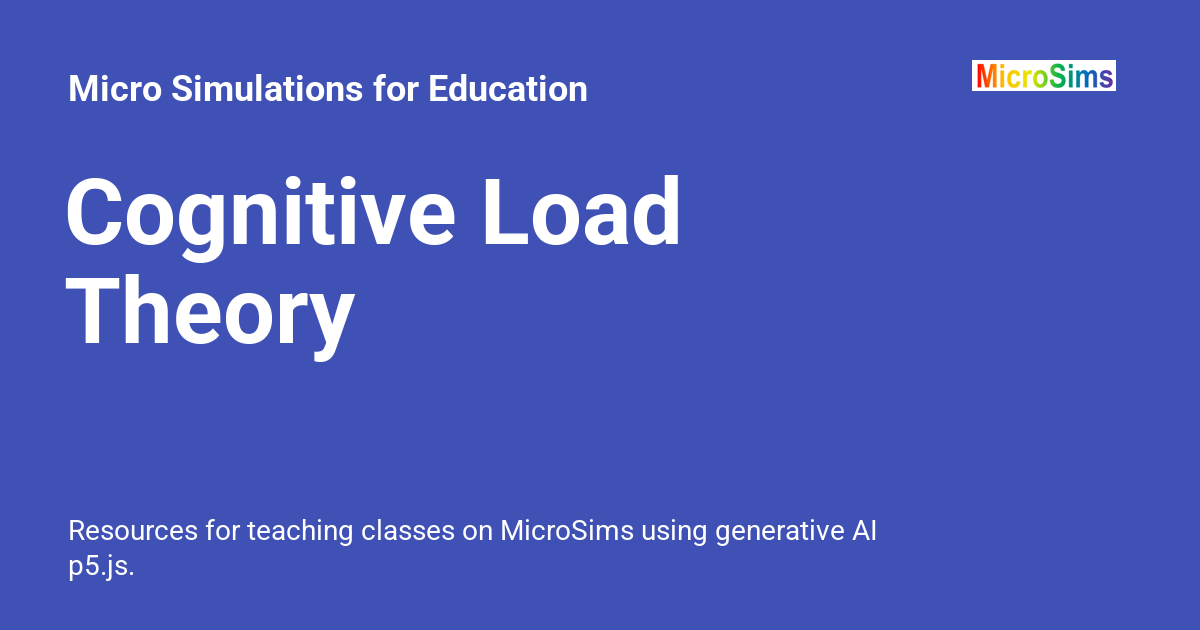 Micro Simulations for Education
MicroSims
Cognitive Load
Theory
Resources for teaching classes on MicroSims using generative AI
p5.js.